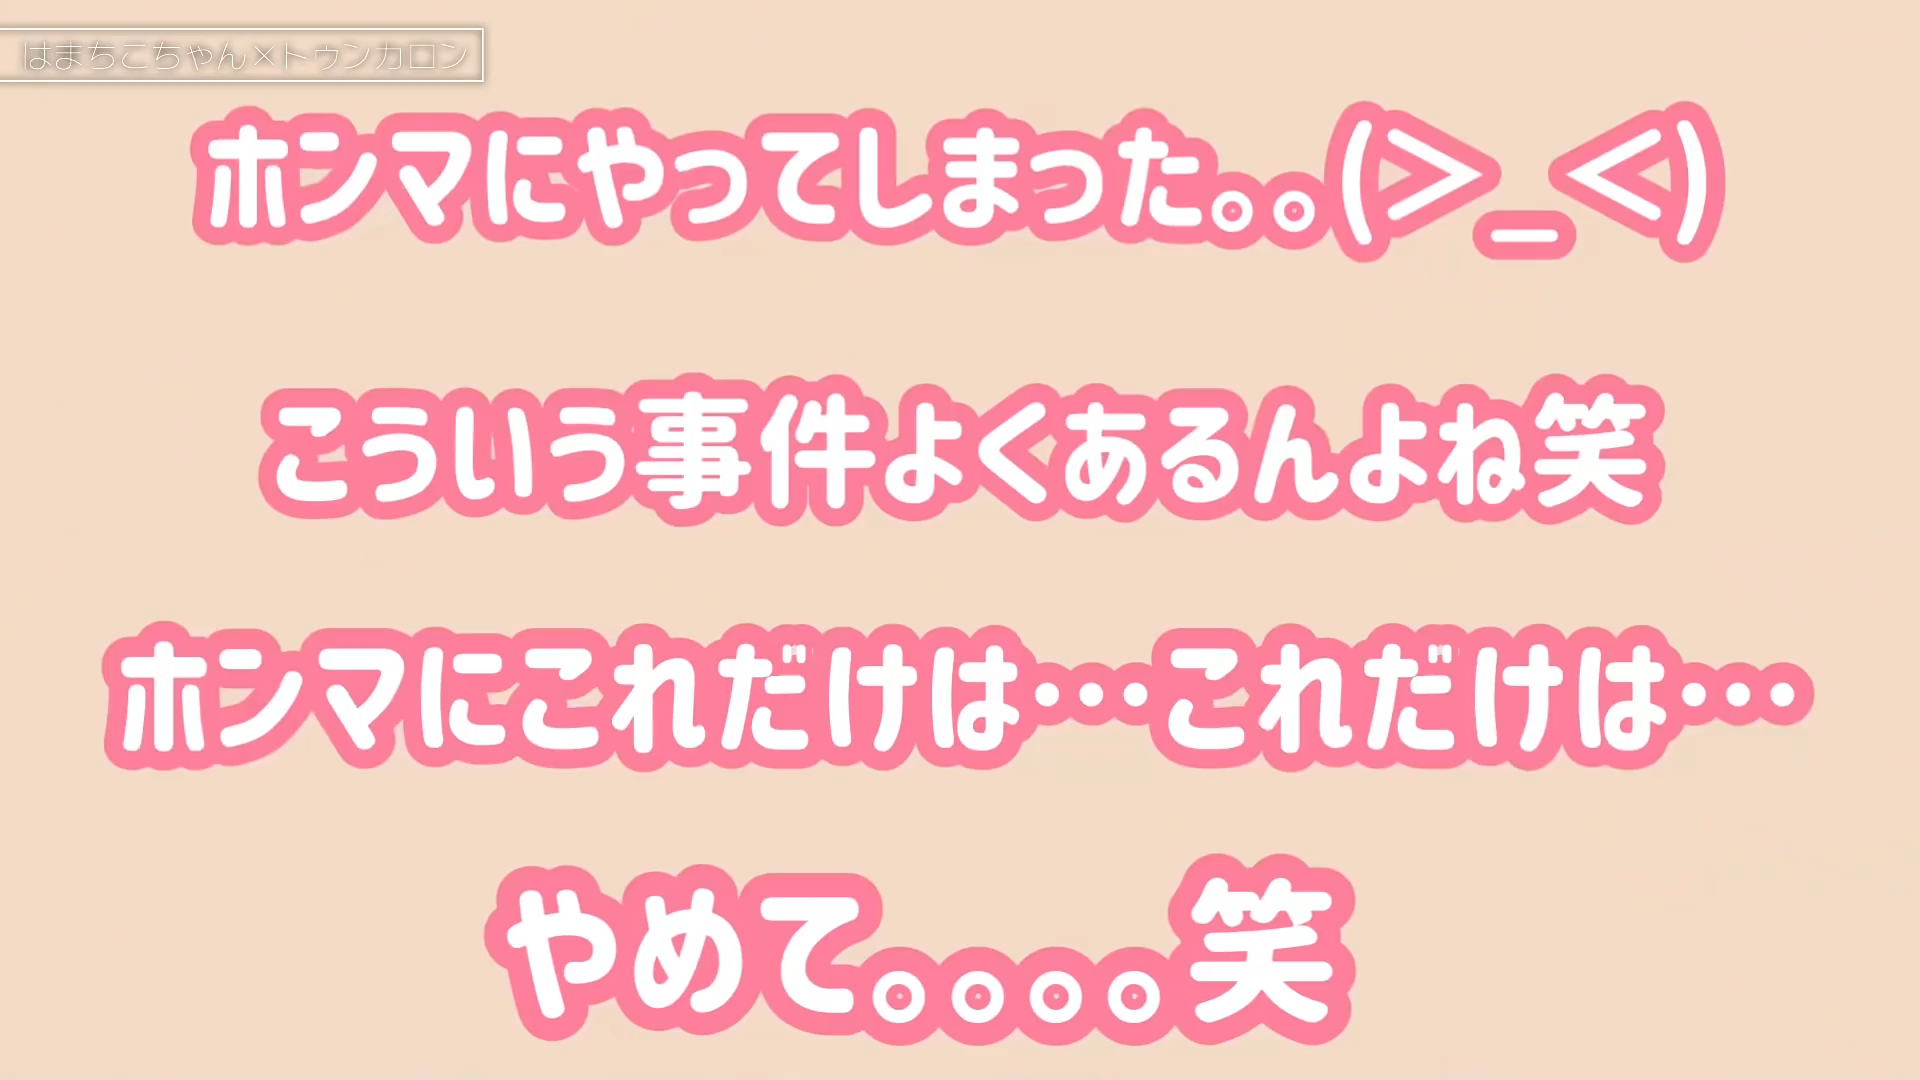 はまちこちゃん×トゥンカロン
ホンマにやってしまった。。(>_<)
こういう事件よくあるんよね笑
ホンマにこれだけは…これだけは…
やめて。。。。笑